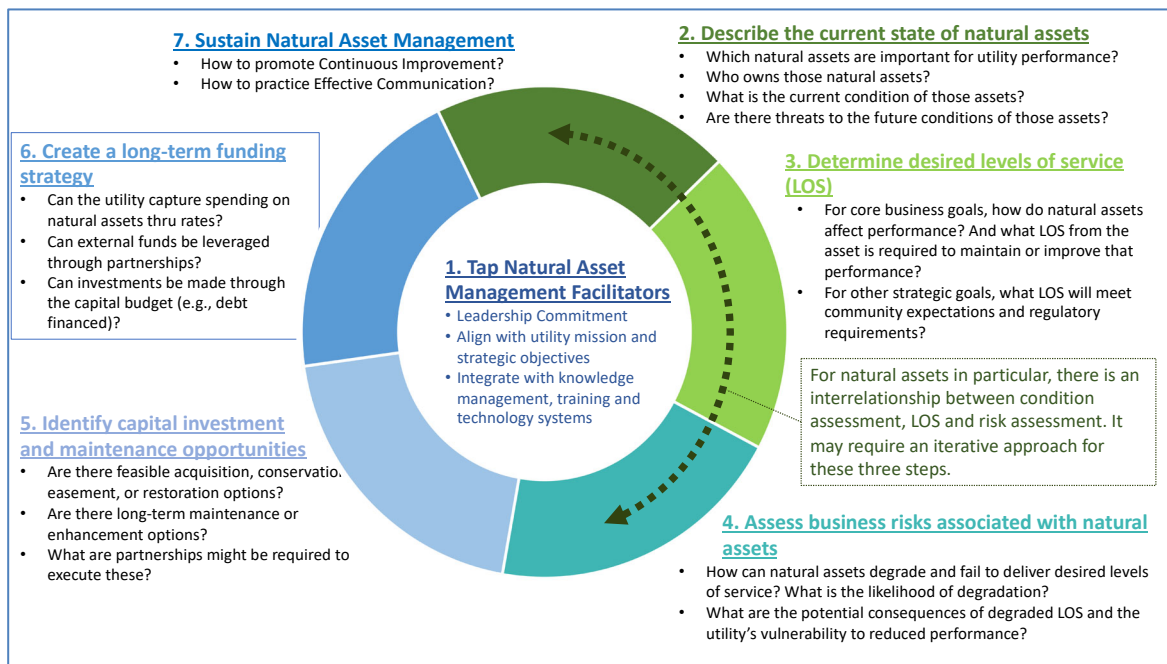 7. Sustain Natural Asset Management
• How to promote Continuous Improvement?
• How to practice Effective Communication?
2. Describe the current state of natural assets
• Which natural assets are important for utility performance?
• Who owns those natural assets?
• What is the current condition of those assets?
• Are there threats to the future conditions of those assets?
6. Create a long-term funding
strategy
• Can the utility capture spending on
natural assets thru rates?
• Can external funds be leveraged
through partnerships?
• Can investments be made through
the capital budget (e.g., debt
financed)?
3. Determine desired levels of service
(LOS)
• For core business goals, how do natural assets
affect performance? And what LOS from the
asset is required to maintain or improve that
performance?
• For other strategic goals, what LOS will meet
community expectations and regulatory
requirements?
1. Tap Natural Asset
Management Facilitators
• Leadership Commitment
• Align with utility mission and
strategic objectives
• Integrate with knowledge
management, training and
technology systems
For natural assets in particular, there is an
interrelationship between condition
assessment, LOS and risk assessment. It
may require an iterative approach for
these three steps.
5. Identify capital investment
and maintenance opportunities
• Are there feasible acquisition, conservation
easement, or restoration options?
• Are there long-term maintenance or
enhancement options?
• What are partnerships might be required to
execute these?
4. Assess business risks associated with natural
assets
• How can natural assets degrade and fail to deliver desired levels
of service? What is the likelihood of degradation?
• What are the potential consequences of degraded LOS and the
utility's vulnerability to reduced performance?